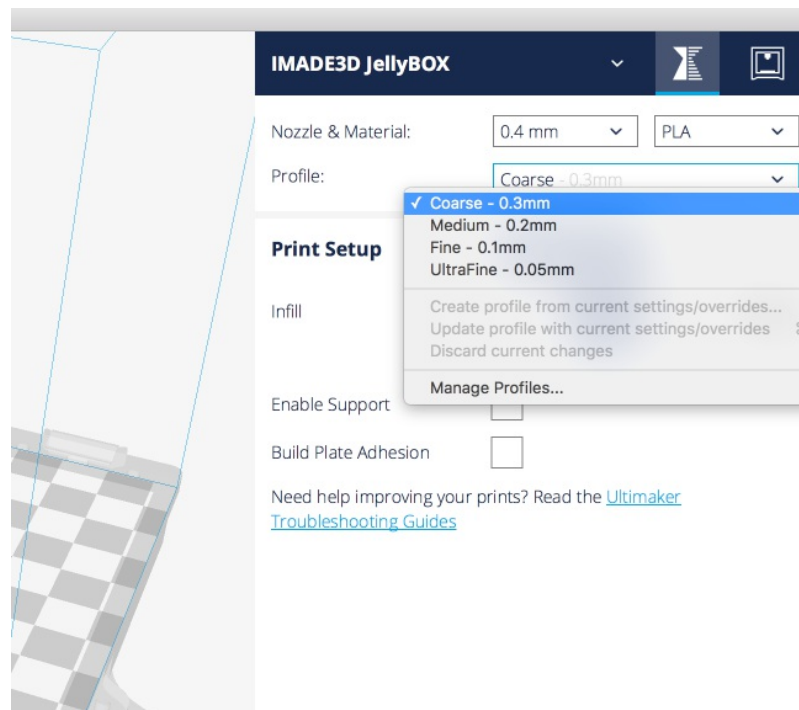 IMADE3D JellyBOX
Nozzle & Material: 0.4 mm PLA
Profile: Coarse - 0.3mm
✓ Coarse - 0.3mm
Medium - 0.2mm
Fine - 0.1mm
UltraFine - 0.05mm
Create profile from current settings/overrides...
Update profile with current settings/overrides
Discard current changes
Manage Profiles...
Print Setup
Infill
Enable Support
Build Plate Adhesion
Need help improving your prints? Read the Ultimaker
Troubleshooting Guides